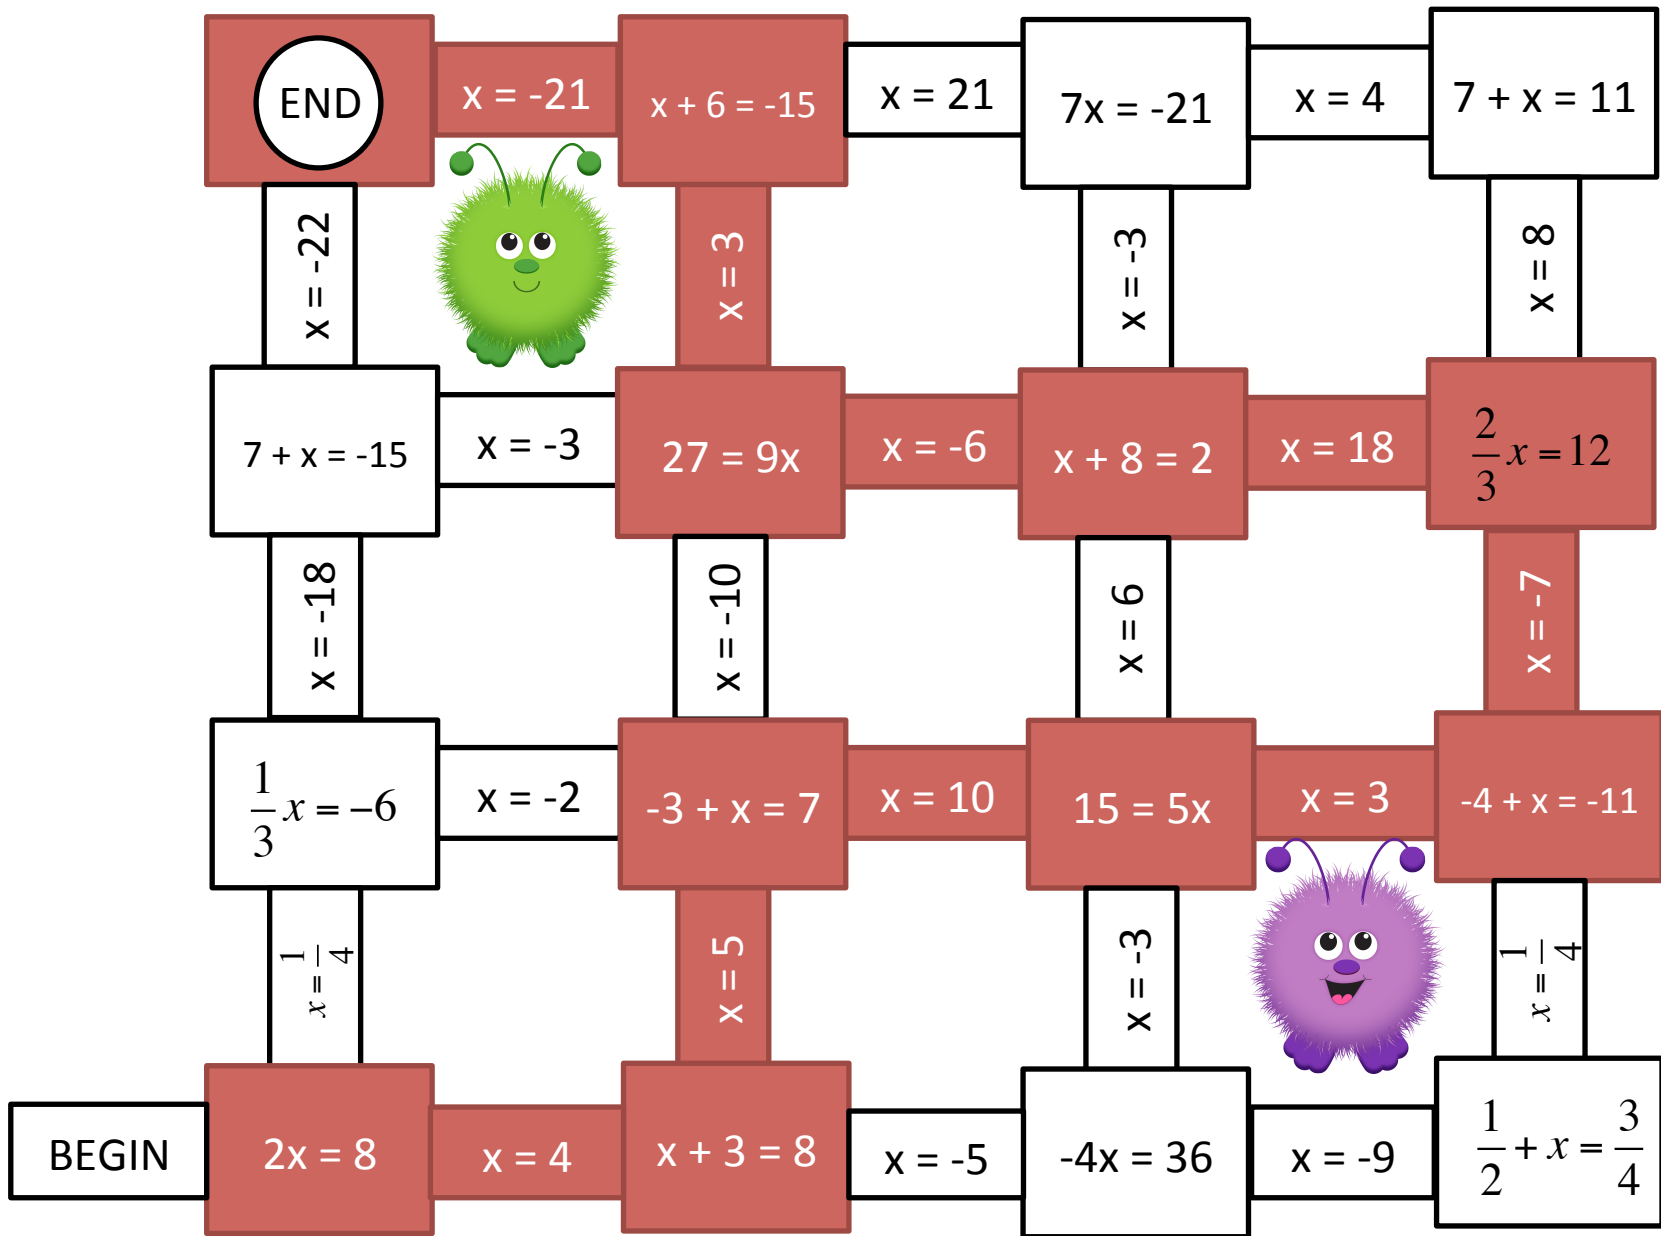 END
x = -21
x + 6 = -15
x = 21
7x = -21
x = 4
7 + x = 11
x = -22
x = 3
x = -3
x = 8
7 + x = -15
x = -3
27 = 9x
x = -6
x + 8 = 2
x = 18
2/3 x = 12
x = -18
x = -10
x = 6
x = -7
1/3 x = −6
x = -2
-3 + x = 7
x = 10
15 = 5x
x = 3
-4 + x = -11
x = 1/4
x = 5
x = -3
x = 1/4
BEGIN
2x = 8
x = 4
x + 3 = 8
x = -5
-4x = 36
x = -9
1/2 + x = 3/4